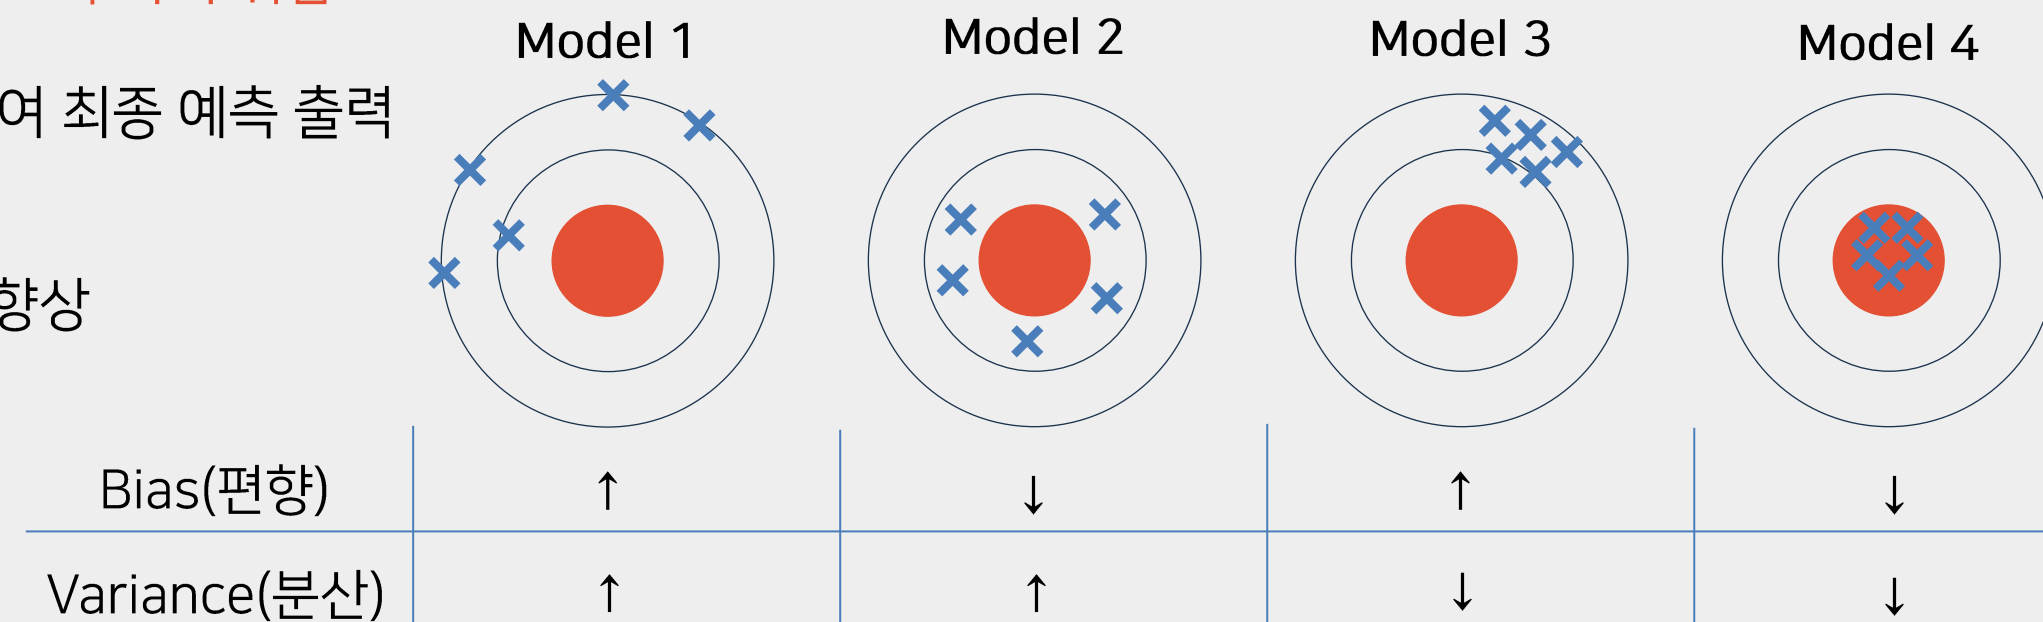 Model 1 Model 2 Model 3 Model 4
여 최종 예측 출력
향상
Bias(편향) ↑ ↓ ↑ ↓
Variance(분산) ↑ ↑ ↓ ↓